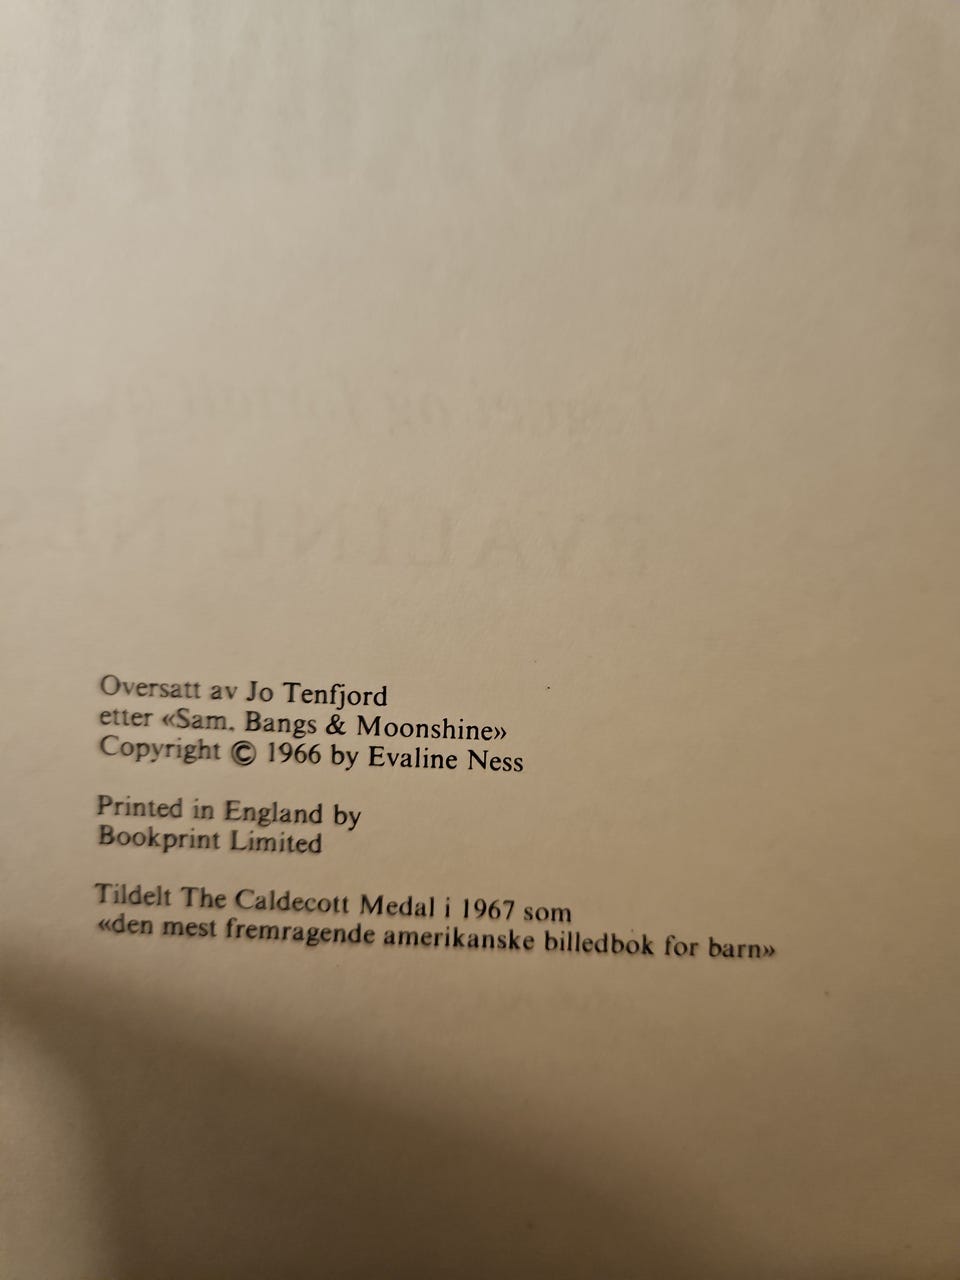 Oversatt av Jo Tenfjord
etter «Sam, Bangs & Moonshine»
Copyright © 1966 by Evaline Ness
Printed in England by
Bookprint Limited
Tildelt The Caldecott Medal i 1967 som
«den mest fremragende amerikanske billedbok for barn»